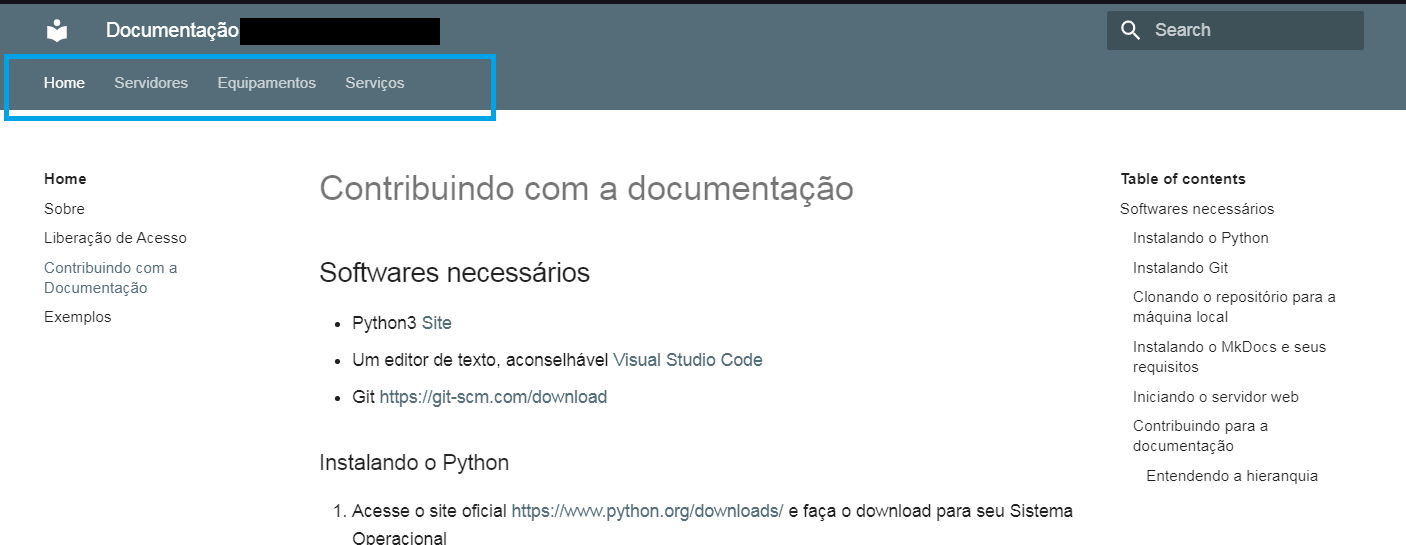 Documentação
Search
Home Servidores Equipamentos Serviços
Home
Sobre
Liberação de Acesso
Contribuindo com a
Documentação
Exemplos
Contribuindo com a documentação
Softwares necessários
Python3 Site
Um editor de texto, aconselhável Visual Studio Code
Git https://git-scm.com/download
Instalando o Python
1. Acesse o site oficial https://www.python.org/downloads/ e faça o download para seu Sistema
Operacional
Table of contents
Softwares necessários
Instalando o Python
Instalando Git
Clonando o repositório para a
máquina local
Instalando o MkDocs e seus
requisitos
Iniciando o servidor web
Contribuindo para a
documentação
Entendendo a hieranquia